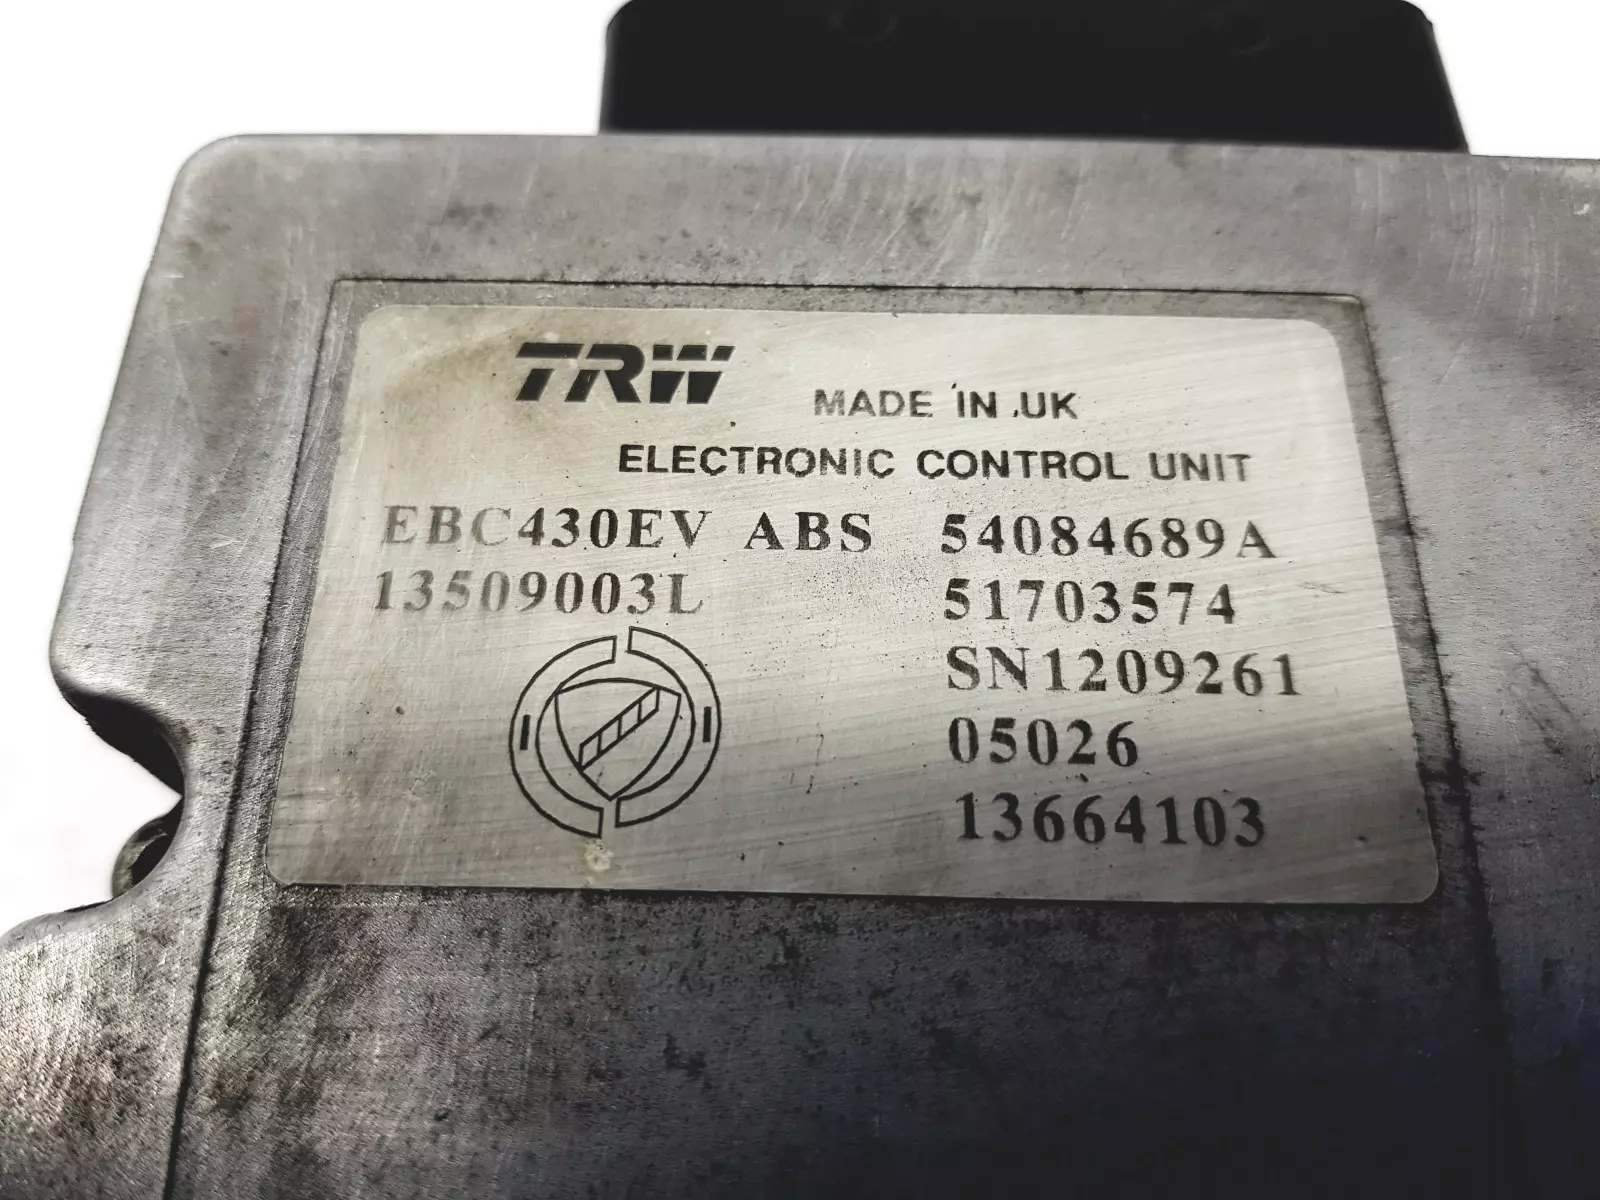 TRW MADE IN UK
ELECTRONIC CONTROL UNIT
EBC430EV ABS 54084689A
13509003L 51703574
SN1209261
05026
13664103